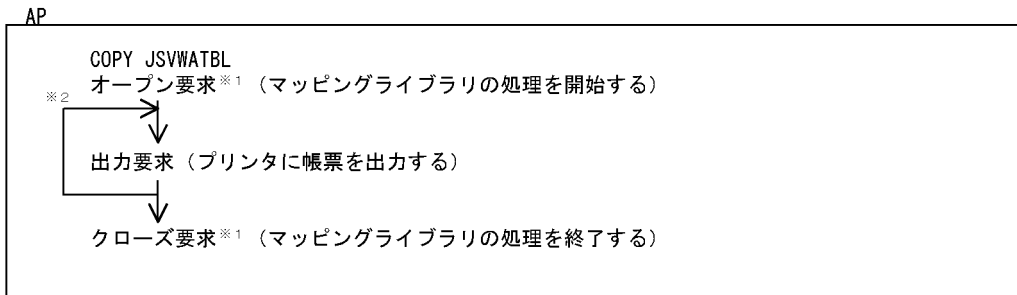 AP
COPY JSVWATBL
オープン要求※1（マッピングライブラリの処理を開始する）
※2
出力要求（プリンタに帳票を出力する）
クローズ要求※1（マッピングライブラリの処理を終了する）